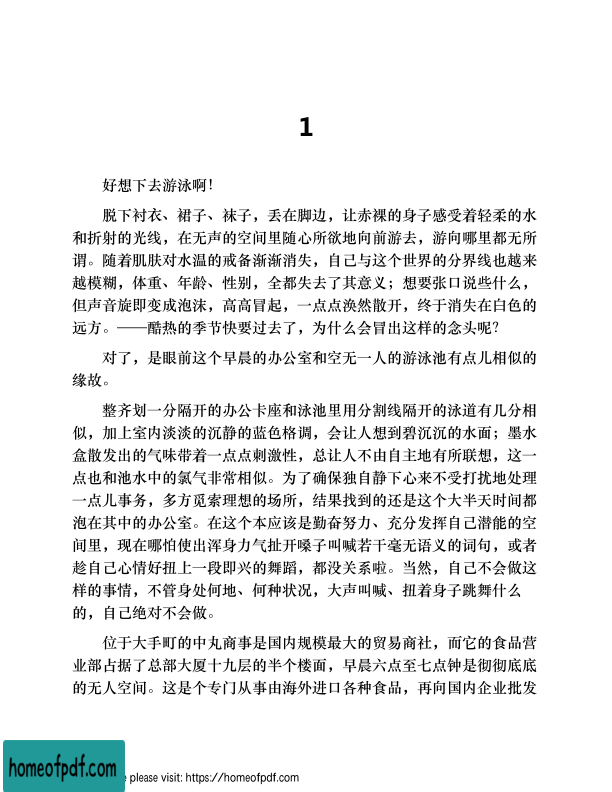 1
好想下去游泳啊！
脱下衬衣、裙子、袜子，丢在脚边，让赤裸的身子感受着轻柔的水
和折射的光线，在无声的空间里随心所欲地向前游去，游向哪里都无所
谓。随着肌肤对水温的戒备渐渐消失，自己与这个世界的分界线也越来
越模糊，体重、年龄、性别，全都失去了其意义；想要张口说些什么，
但声音旋即变成泡沫，高高冒起，一点点涣然散开，终于消失在白色的
远方。——酷热的季节快要过去了，为什么会冒出这样的念头呢？
对了，是眼前这个早晨的办公室和空无一人的游泳池有点儿相似的
缘故。
整齐划一分隔开的办公卡座和泳池里用分割线隔开的泳道有几分相
似，加上室内淡淡的沉静的蓝色格调，会让人想到碧沉沉的水面；墨水
盒散发出的气味带着一点点刺激性，总让人不由自主地有所联想，这一
点也和池水中的氯气非常相似。为了确保独自静下心来不受打扰地处理
一点儿事务，多方觅索理想的场所，结果找到的还是这个大半天时间都
泡在其中的办公室。在这个本应该是勤奋努力、充分发挥自己潜能的空
间里，现在哪怕使出浑身力气扯开嗓子叫喊若干毫无语义的词句，或者
趁自己心情好扭上一段即兴的舞蹈，都没关系啦。当然，自己不会做这
样的事情，不管身处何地、何种状况，大声叫喊、扭着身子跳舞什么
的，自己绝对不会做。
位于大手町的中丸商事是国内规模最大的贸易商社，而它的食品营
业部占据了总部大厦十九层的半个楼面，早晨六点至七点钟是彻彻底底
的无人空间。这是个专门从事由海外进口各种食品，再向国内企业批发
homeofpdf.com
e please visit: https://homeofpdf.com